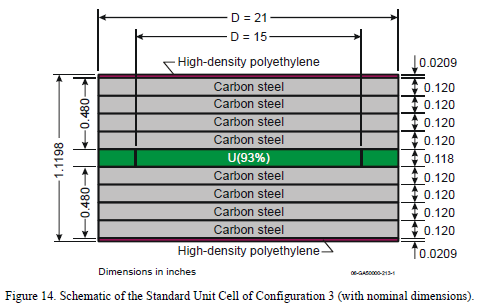 D = 21
D = 15
High-density polyethylene
0.0209
Carbon steel
0.120
Carbon steel
0.120
Carbon steel
0.120
Carbon steel
0.120
0.480
1.1198
U(93%)
0.118
Carbon steel
0.120
Carbon steel
0.120
Carbon steel
0.120
Carbon steel
0.120
0.480
High-density polyethylene
0.0209
Dimensions in inches
06-GA50000-213-1
Figure 14. Schematic of the Standard Unit Cell of Configuration 3 (with nominal dimensions).